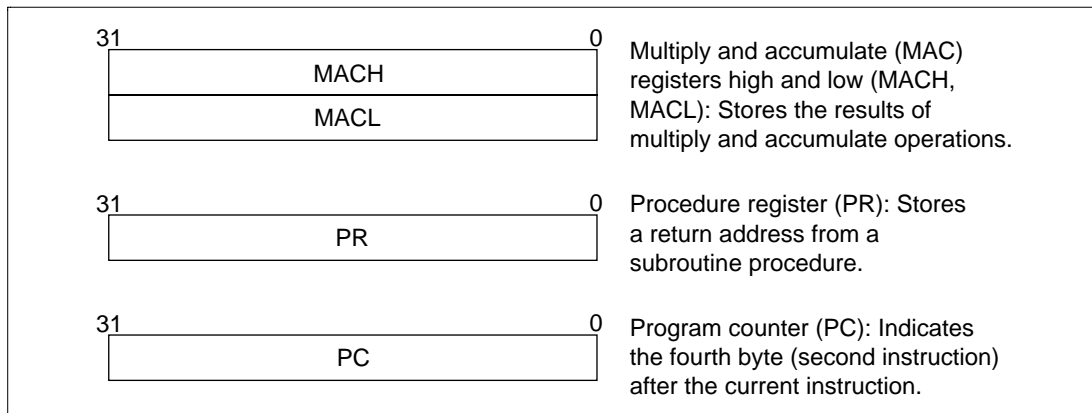 31 0
MACH
MACL
Multiply and accumulate (MAC)
registers high and low (MACH,
MACL): Stores the results of
multiply and accumulate operations.
31 0
PR
Procedure register (PR): Stores
a return address from a
subroutine procedure.
31 0
PC
Program counter (PC): Indicates
the fourth byte (second instruction)
after the current instruction.